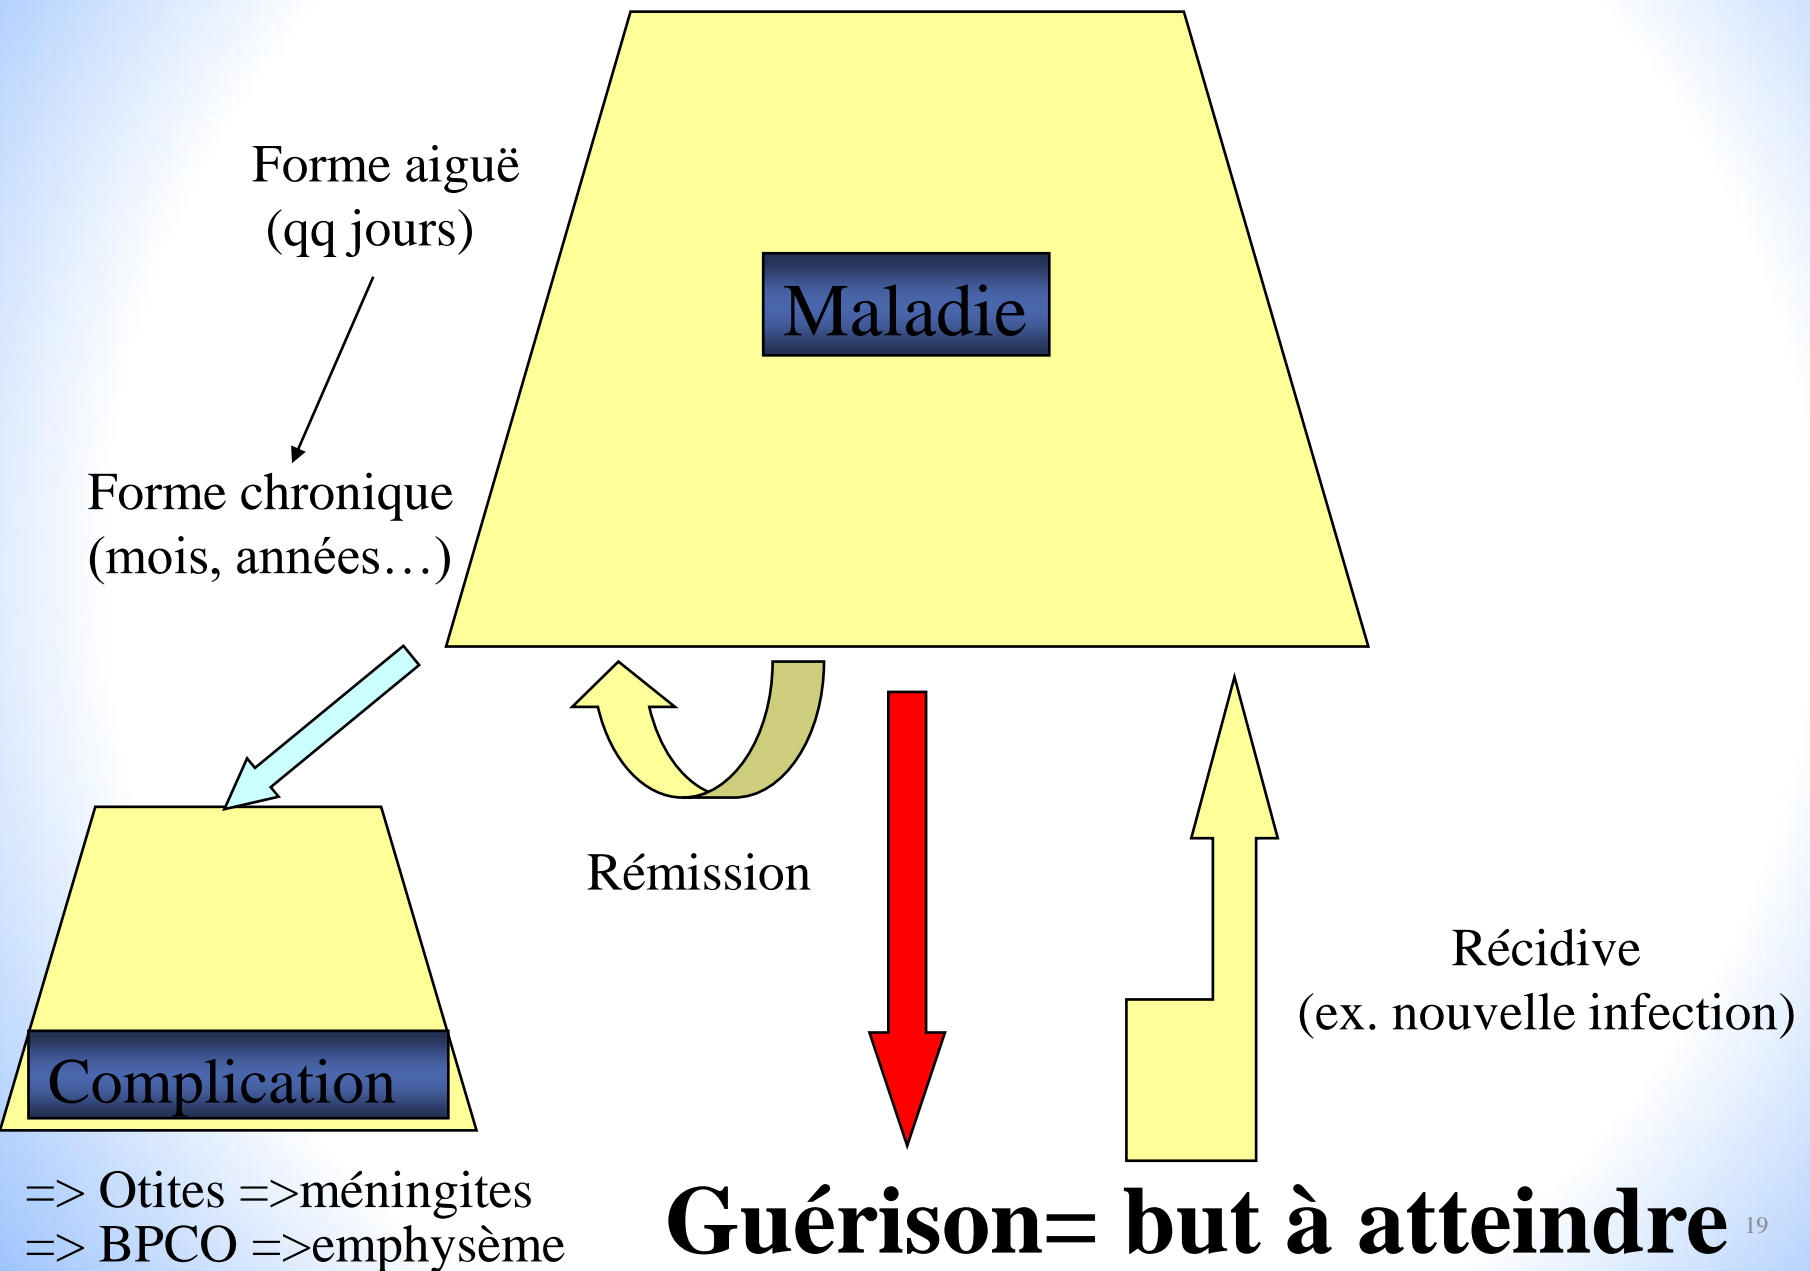 Forme aiguë
(qq jours)
Maladie
Forme chronique
(mois, années…)
Rémission
Récidive
(ex. nouvelle infection)
Complication
=> Otites =>méningites
=> BPCO =>emphysème
Guérison= but à atteindre
19